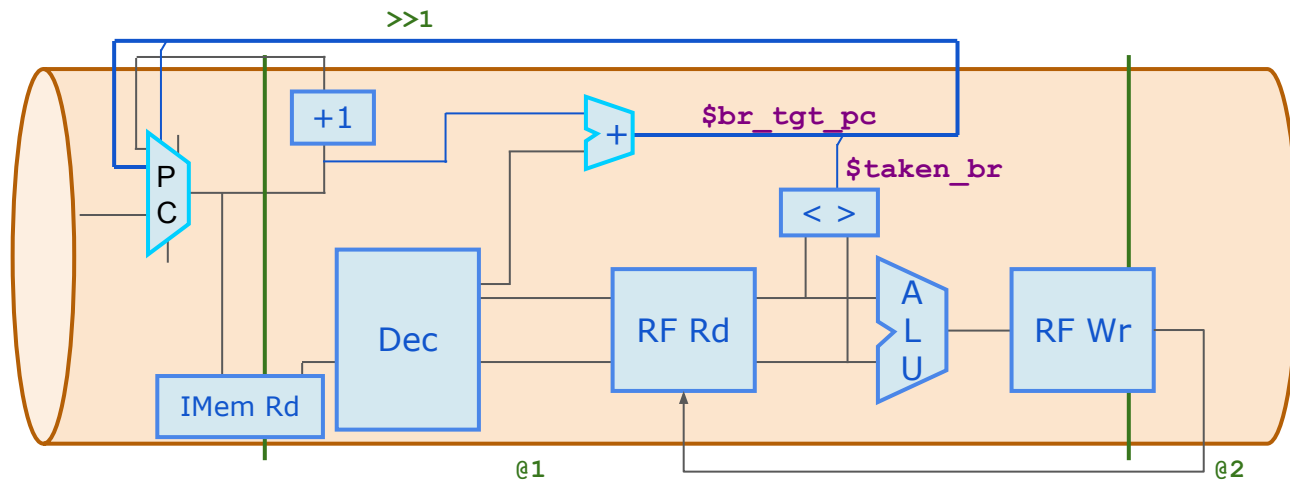 >>1
+1
+
$br_tgt_pc
$taken_br
P
C
< >
Dec
RF Rd
A
L
U
RF Wr
IMem Rd
@1
@2